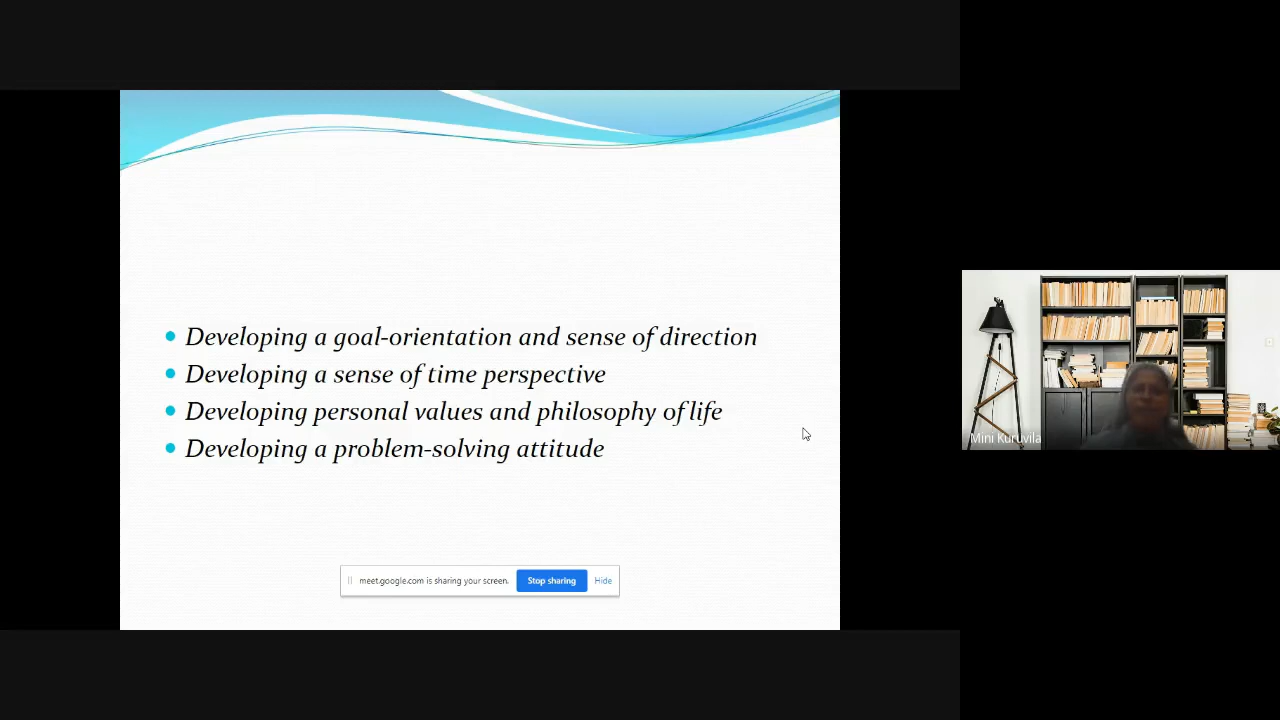 Developing a goal-orientation and sense of direction
Developing a sense of time perspective
Developing personal values and philosophy of life
Developing a problem-solving attitude
meet.google.com is sharing your screen. Stop sharing Hide
Mini Kuruvila